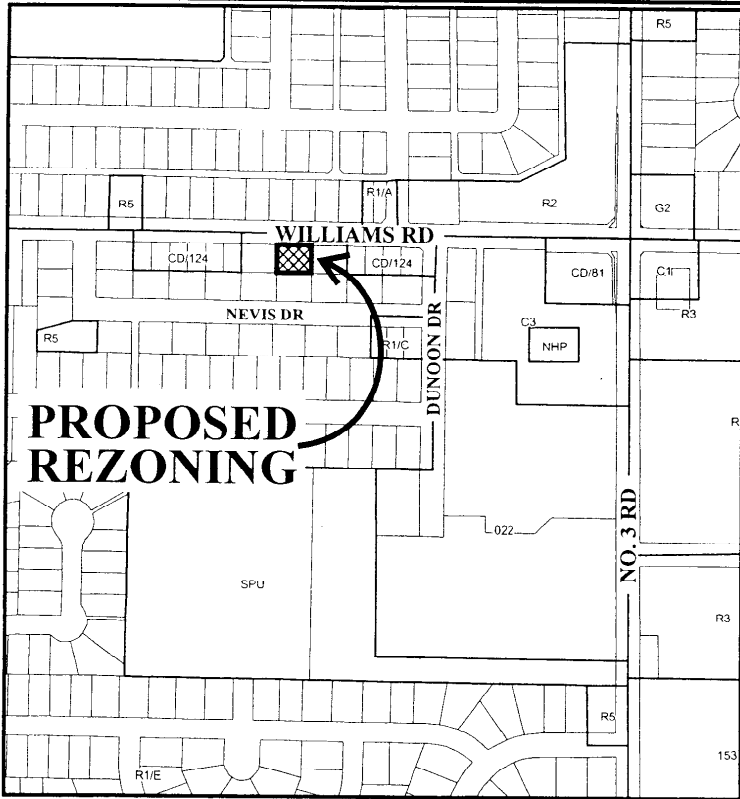 R5
R1/A
R5
R2
G2
WILLIAMS RD
CD/124
CD/124
CD/81
C1
R3
NEVIS DR
C3
R5
R1/C
NHP
DUNOON DR
PROPOSED
REZONING
R
NO. 3 RD
022
SPU
R3
R5
153
R1/E